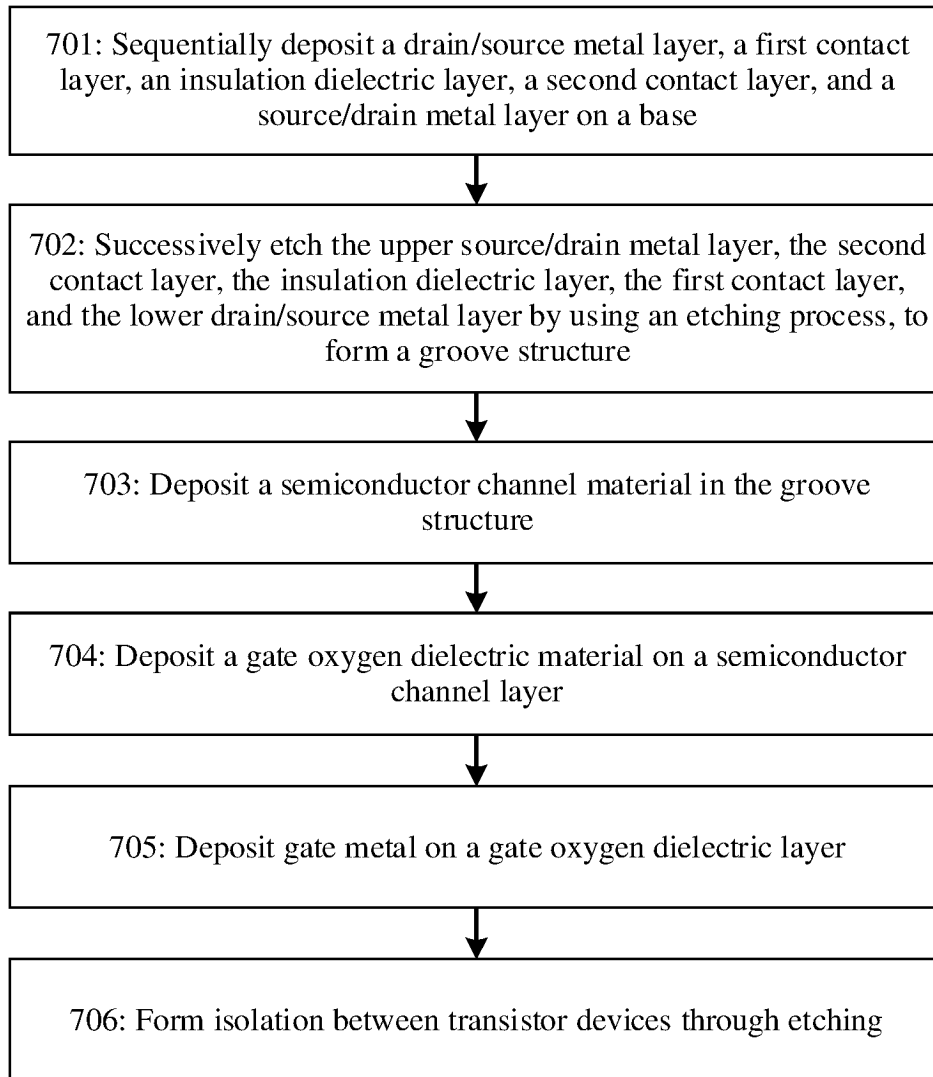 701: Sequentially deposit a drain/source metal layer, a first contact
layer, an insulation dielectric layer, a second contact layer, and a
source/drain metal layer on a base
702: Successively etch the upper source/drain metal layer, the second
contact layer, the insulation dielectric layer, the first contact layer,
and the lower drain/source metal layer by using an etching process, to
form a groove structure
703: Deposit a semiconductor channel material in the groove
structure
704: Deposit a gate oxygen dielectric material on a semiconductor
channel layer
705: Deposit gate metal on a gate oxygen dielectric layer
706: Form isolation between transistor devices through etching